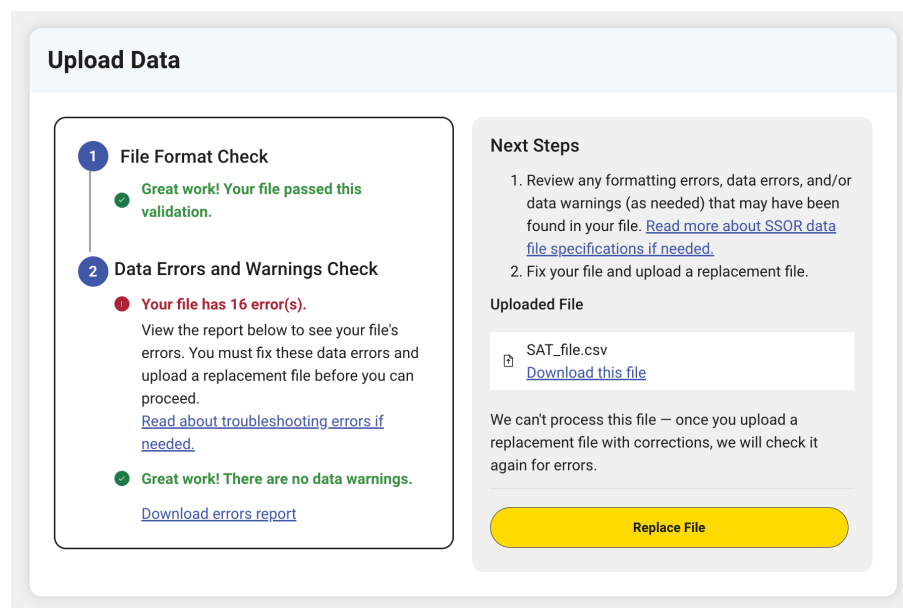 Upload Data
1
File Format Check
Great work! Your file passed this
validation.
2
Data Errors and Warnings Check
Your file has 16 error(s).
View the report below to see your file's
errors. You must fix these data errors and
upload a replacement file before you can
proceed.
Read about troubleshooting errors if
needed.
Great work! There are no data warnings.
Download errors report
Next Steps
1. Review any formatting errors, data errors, and/or
data warnings (as needed) that may have been
found in your file. Read more about SSOR data
file specifications if needed.
2. Fix your file and upload a replacement file.
Uploaded File
SAT_file.csv
Download this file
We can't process this file — once you upload a
replacement file with corrections, we will check it
again for errors.
Replace File